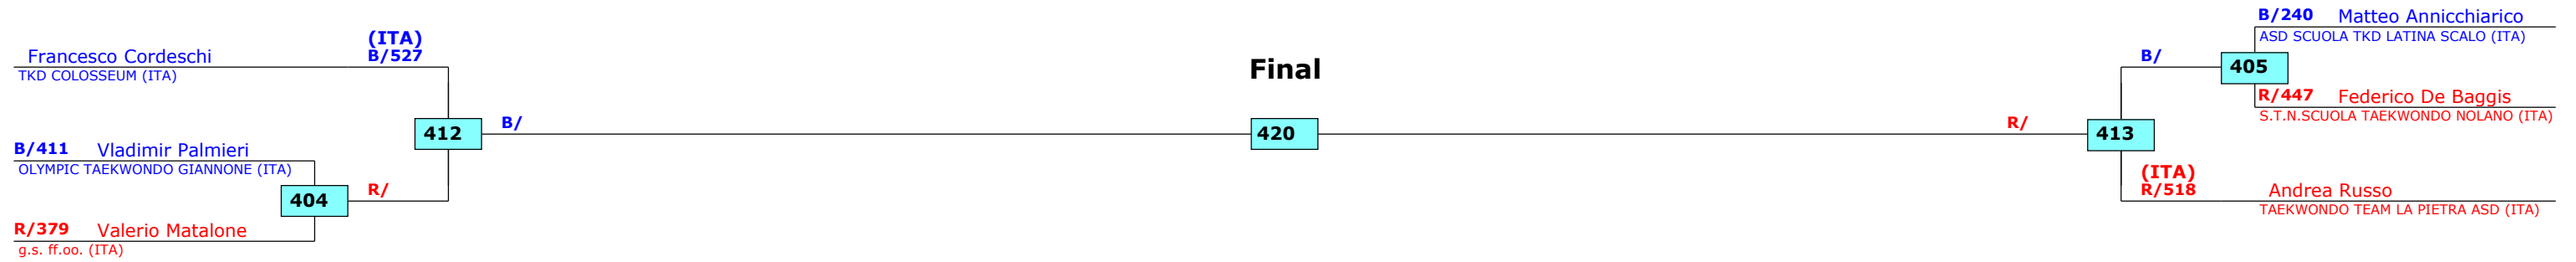 (ITA)
Francesco Cordeschi B/527
TKD COLOSSEUM (ITA)
412 B/
B/411 Vladimir Palmieri
OLYMPIC TAEKWONDO GIANNONE (ITA)
404 R/
R/379 Valerio Matalone
g.s. ff.oo. (ITA)
Final
420
B/240 Matteo Annicchiarico
ASD SCUOLA TKD LATINA SCALO (ITA)
B/ 405
R/447 Federico De Baggis
S.T.N.SCUOLA TAEKWONDO NOLANO (ITA)
R/ 413
(ITA)
R/518 Andrea Russo
TAEKWONDO TEAM LA PIETRA ASD (ITA)